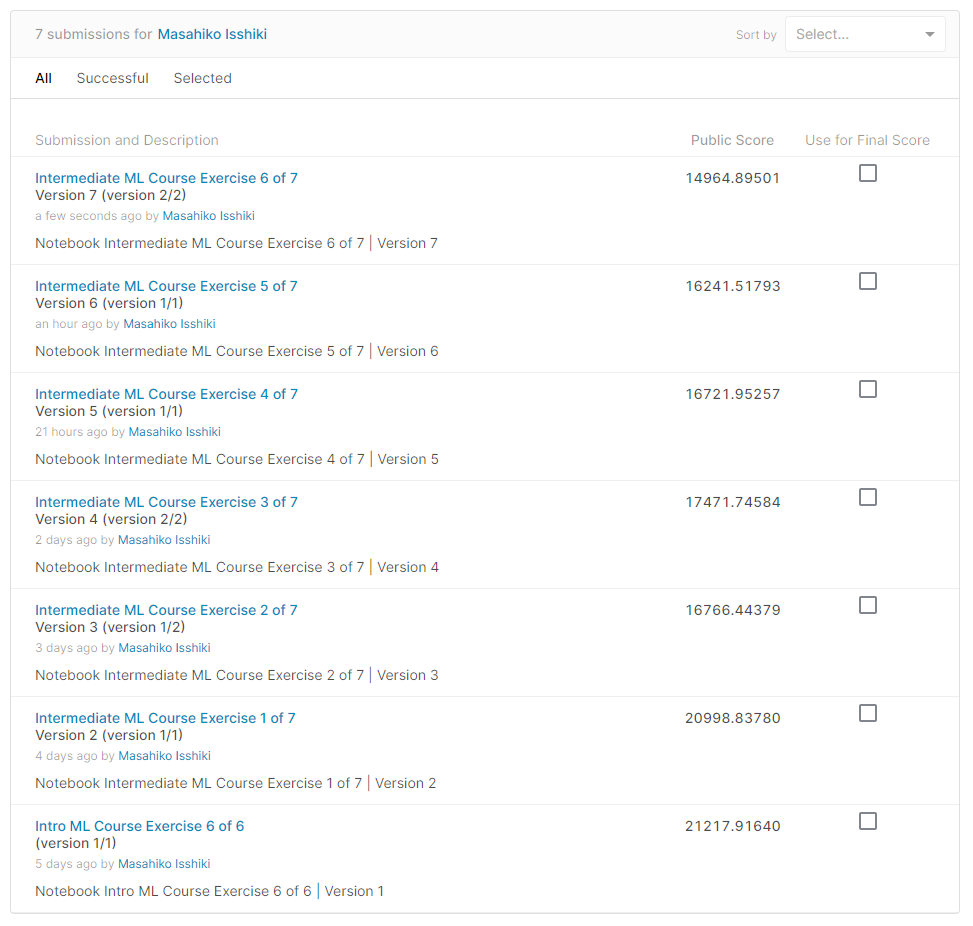 7 submissions for Masahiko Isshiki
Sort by Select...
All Successful Selected
Submission and Description Public Score Use for Final Score
Intermediate ML Course Exercise 6 of 7 14964.89501
Version 7 (version 2/2)
a few seconds ago by Masahiko Isshiki
Notebook Intermediate ML Course Exercise 6 of 7 | Version 7
Intermediate ML Course Exercise 5 of 7 16241.51793
Version 6 (version 1/1)
an hour ago by Masahiko Isshiki
Notebook Intermediate ML Course Exercise 5 of 7 | Version 6
Intermediate ML Course Exercise 4 of 7 16721.95257
Version 5 (version 1/1)
21 hours ago by Masahiko Isshiki
Notebook Intermediate ML Course Exercise 4 of 7 | Version 5
Intermediate ML Course Exercise 3 of 7 17471.74584
Version 4 (version 2/2)
2 days ago by Masahiko Isshiki
Notebook Intermediate ML Course Exercise 3 of 7 | Version 4
Intermediate ML Course Exercise 2 of 7 16766.44379
Version 3 (version 1/2)
3 days ago by Masahiko Isshiki
Notebook Intermediate ML Course Exercise 2 of 7 | Version 3
Intermediate ML Course Exercise 1 of 7 20998.83780
Version 2 (version 1/1)
4 days ago by Masahiko Isshiki
Notebook Intermediate ML Course Exercise 1 of 7 | Version 2
Intro ML Course Exercise 6 of 6 21217.91640
(version 1/1)
5 days ago by Masahiko Isshiki
Notebook Intro ML Course Exercise 6 of 6 | Version 1